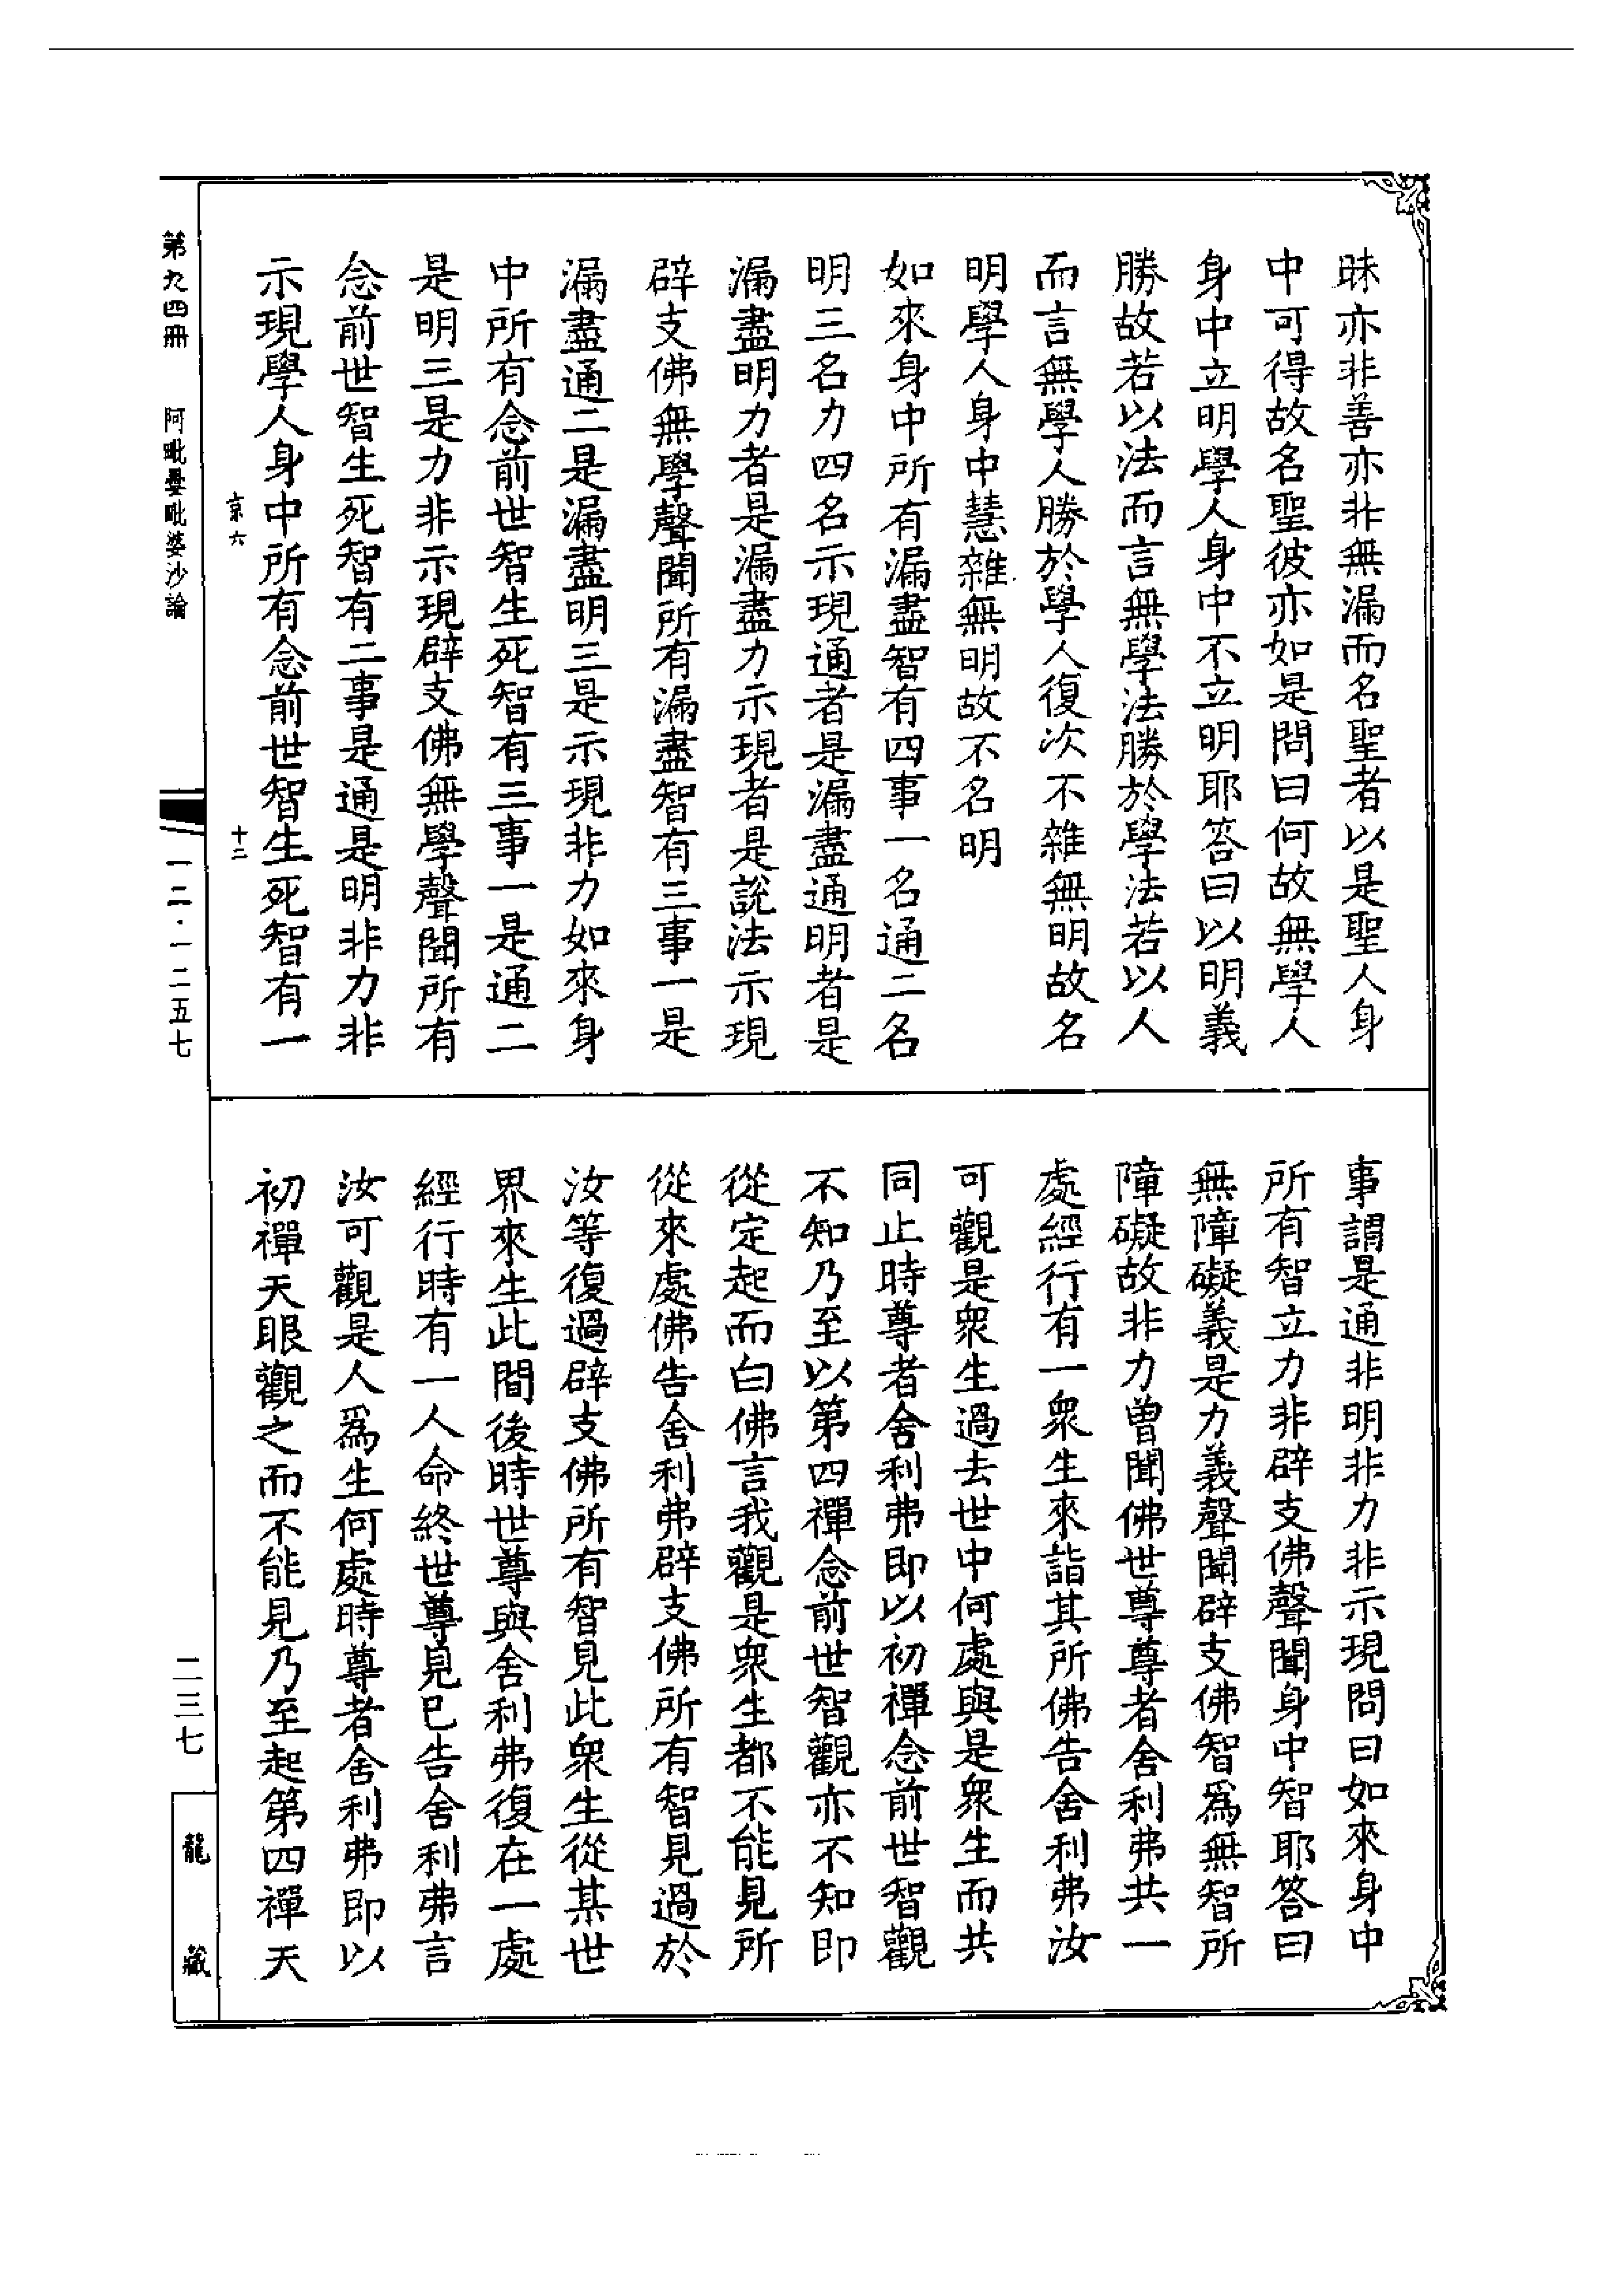 昧亦非善亦非無漏而名聖者以是聖人身
中可得故名聖彼亦如是問曰何故無學人
身中立明學人身中不立明耶答曰以明義
勝故若以法而言無學法勝於學法若以人
而言無學人勝於學人復次不雜無明故名
明學人身中慧雜無明故不名明
如來身中所有漏盡智有四事一名通二名
明三名力四名示現通者是漏盡通明者是
漏盡明力者是漏盡力示現者是說法示現
辟支佛無學聲聞所有漏盡智有三事一是
漏盡通二是漏盡明三是示現非力如來身
中所有念前世智生死智有三事一是通二
是明三是力非示現辟支佛無學聲聞所有
念前世智生死智有二事是通是明非力非
示現學人身中所有念前世智生死智有一
事謂是通非明非力非示現問曰如來身中
所有智立力非辟支佛聲聞身中智耶答曰
無障礙義是力義聲聞辟支佛智爲無智所
障礙故非力曾聞佛世尊尊者舍利弗共一
處經行有一衆生來詣其所佛告舍利弗汝
可觀是衆生過去世中何處與是衆生而共
同止時尊者舍利弗即以初禪念前世智觀
不知乃至以第四禪念前世智觀亦不知即
從定起而白佛言我觀是衆生都不能見所
從來處佛告舍利弗辟支佛所有智見過於
汝等復過辟支佛所有智見此衆生從某世
界來生此間後時世尊與舍利弗復在一處
經行時有一人命終世尊見已告舍利弗言
汝可觀是人爲生何處時尊者舍利弗即以
初禪天眼觀之而不能見乃至起第四禪天
京六
十二
第九四冊
阿毗曇毗婆沙論
一二·一二五七
二三七
龍藏